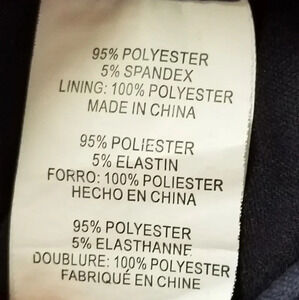 95% POLYESTER
5% SPANDEX
LINING: 100% POLYESTER
MADE IN CHINA
95% POLIESTER
5% ELASTIN
FORRO: 100% POLIESTER
HECHO EN CHINA
95% POLYESTER
5% ELASTHANNE
DOUBLURE: 100% POLYESTER
FABRIQUÉ EN CHINE